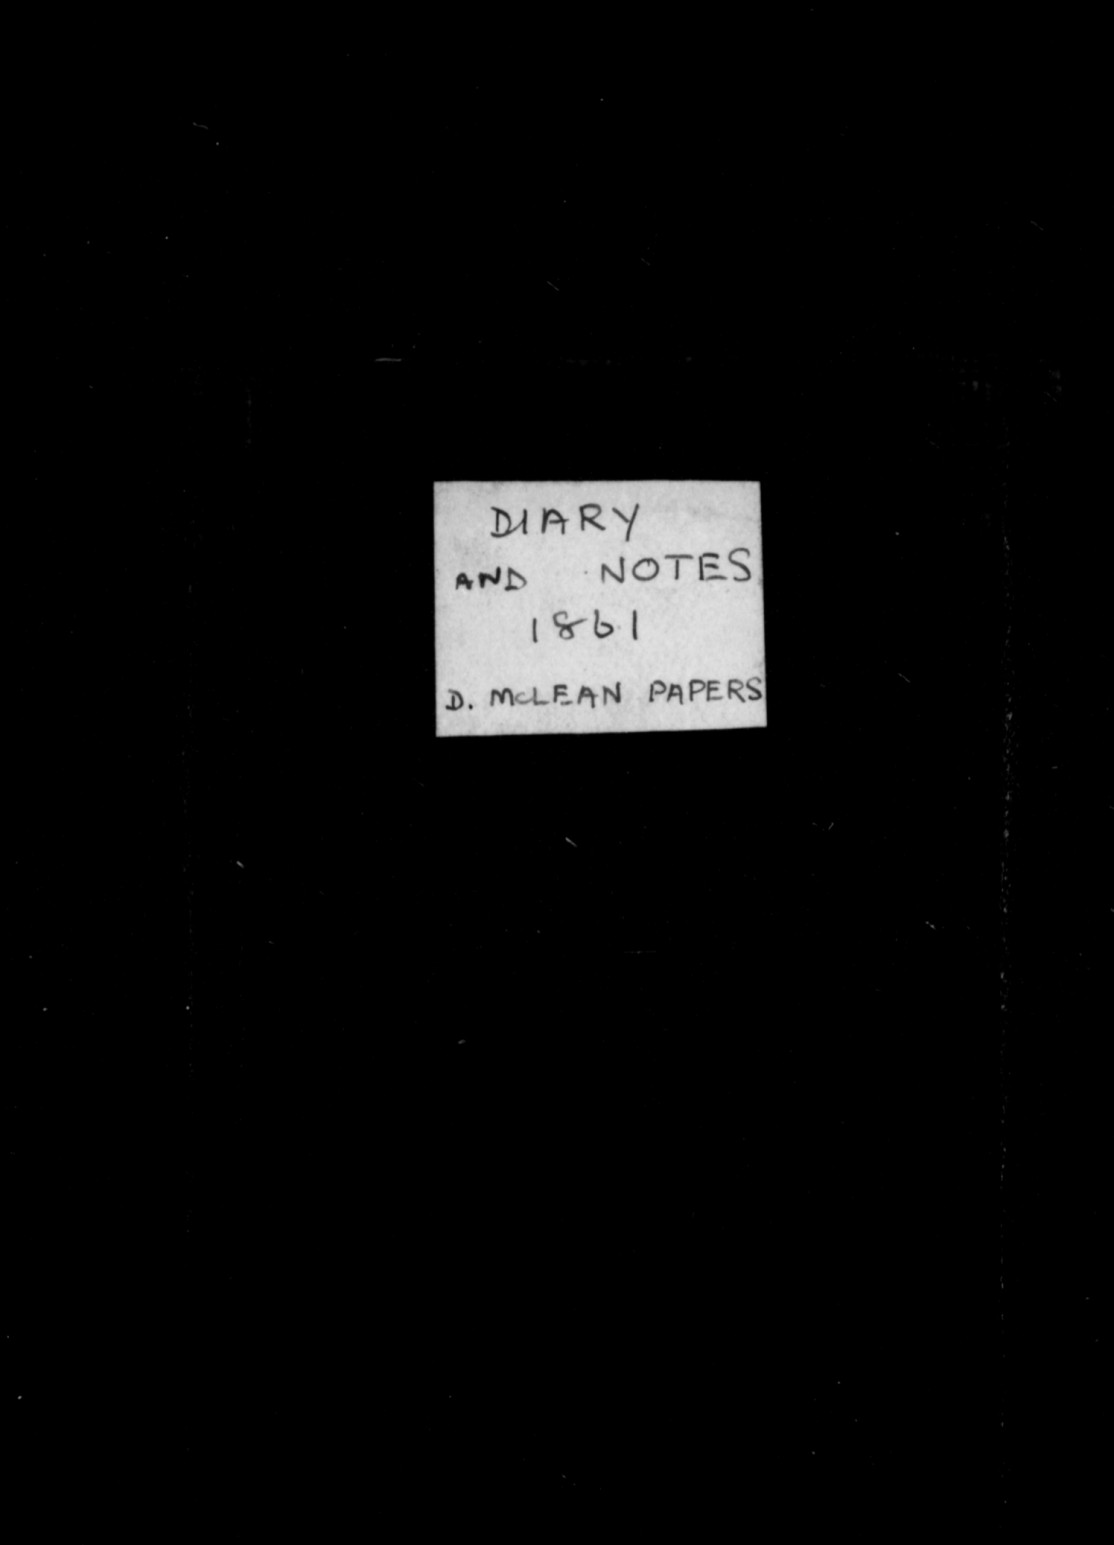 DIARY
AND NOTES
1861
D. McLEAN PAPERS